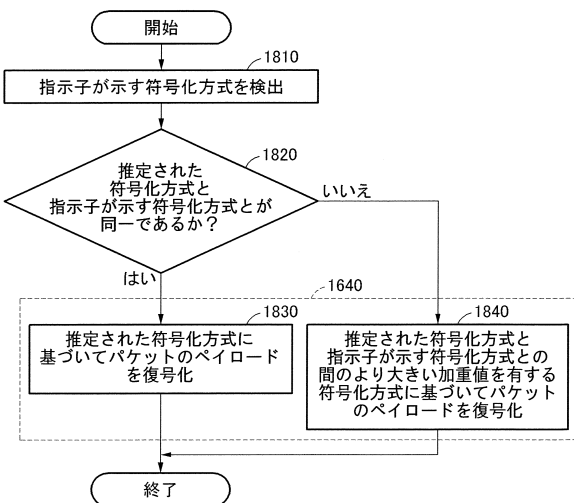 開始
1810
指示子が示す符号化方式を検出
1820
推定された
符号化方式と
指示子が示す符号化方式とが
同一であるか？
いいえ
はい
1640
1830
推定された符号化方式に
基づいてパケットのペイロード
を復号化
1840
推定された符号化方式と
指示子が示す符号化方式との
間のより大きい加重値を有する
符号化方式に基づいてパケット
のペイロードを復号化
終了